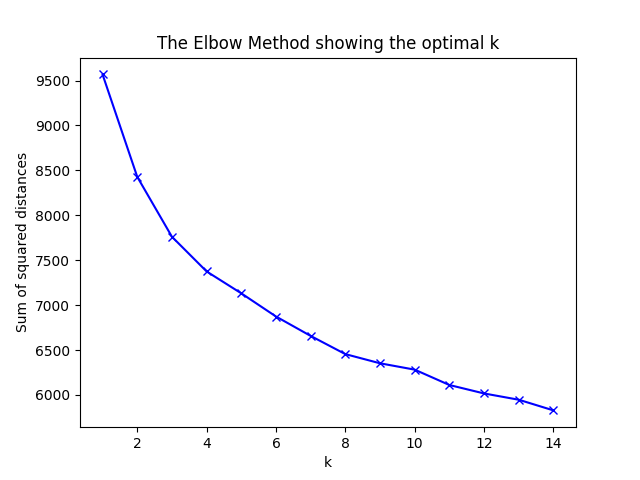 The Elbow Method showing the optimal k
9500
9000
8500
8000
7500
7000
6500
6000
Sum of squared distances
2 4 6 8 10 12 14
k